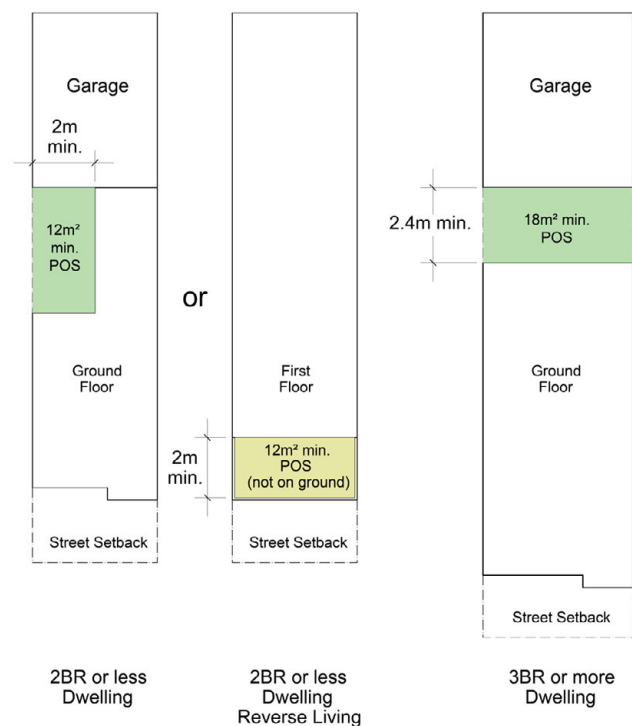 Garage
2m
min.
12m² 
min.
POS
Ground
Floor
Street Setback
2BR or less
Dwelling
or
First
Floor
2m
min.
12m² min.
POS
(not on ground)
Street Setback
2BR or less
Dwelling
Reverse Living
Garage
2.4m min.
18m² min.
POS
Ground
Floor
Street Setback
3BR or more
Dwelling